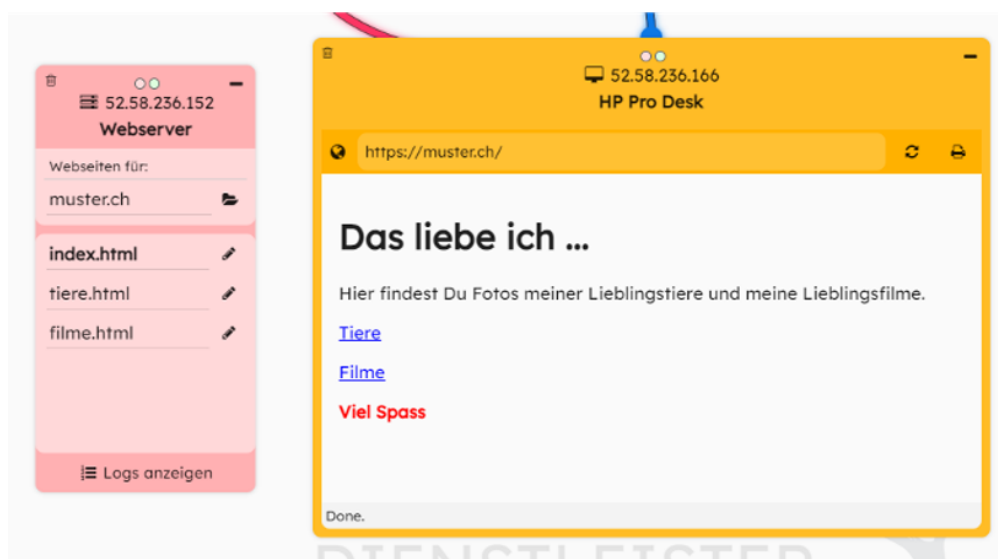 52.58.236.152
Webserver
Webseiten für:
muster.ch
index.html
tiere.html
filme.html
Logs anzeigen
52.58.236.166
HP Pro Desk
https://muster.ch/
Das liebe ich ...
Hier findest Du Fotos meiner Lieblingstiere und meine Lieblingsfilme.
Tiere
Filme
Viel Spass
Done.
DIENSTLEISTER